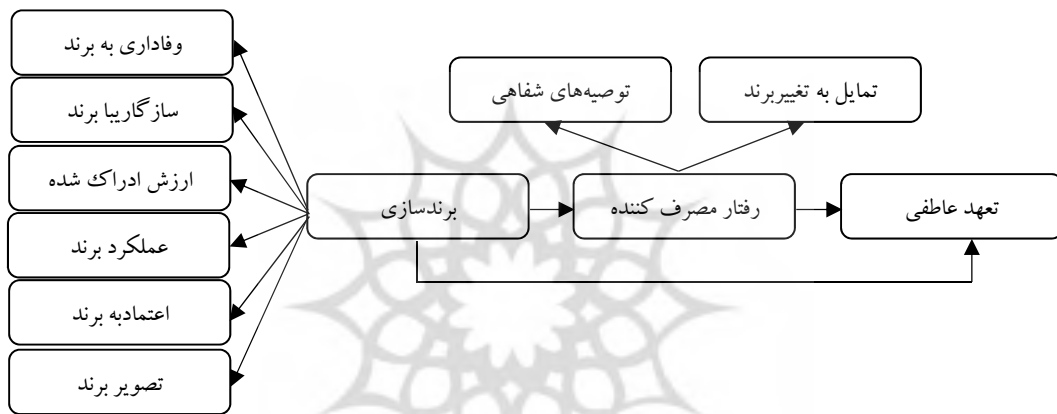 وفاداری به برند
سازگاریبا برند
ارزش ادراک شده
عملکرد برند
اعتمادبه برند
تصویر برند
برندسازی
توصیه‌های شفاهی
تمایل به تغییربرند
رفتار مصرف کننده
تعهد عاطفی